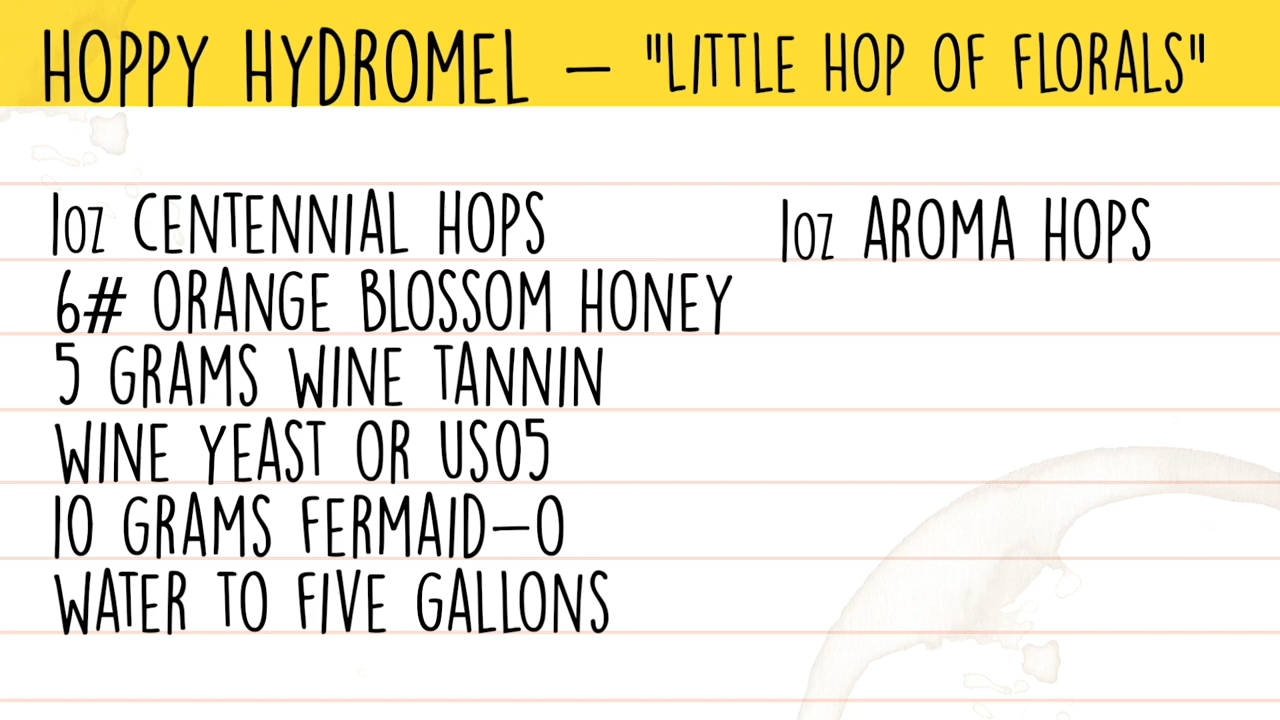 HOPPY HYDROMEL – "LITTLE HOP OF FLORALS"
1OZ CENTENNIAL HOPS
6# ORANGE BLOSSOM HONEY
5 GRAMS WINE TANNIN
WINE YEAST OR US05
10 GRAMS FERMAID-O
WATER TO FIVE GALLONS
1OZ AROMA HOPS